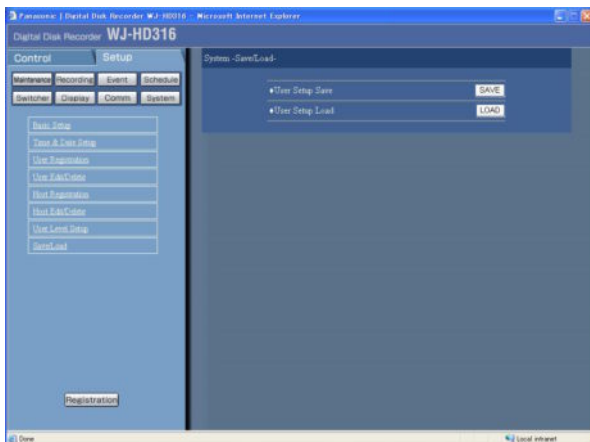 Panasonic | Digital Disk Recorder WJ-HD316 - Microsoft Internet Explorer
Digital Disk Recorder WJ-HD316
Control Setup
System -Save/Load-
Maintenance Recording Event Schedule
Switcher Display Comm System
♦User Setup Save SAVE
♦User Setup Load LOAD
Basic Setup
Time & Date Setup
User Registration
User Edit/Delete
Host Registration
Host Edit/Delete
User Level Setup
Save/Load
Registration
Done Local intranet